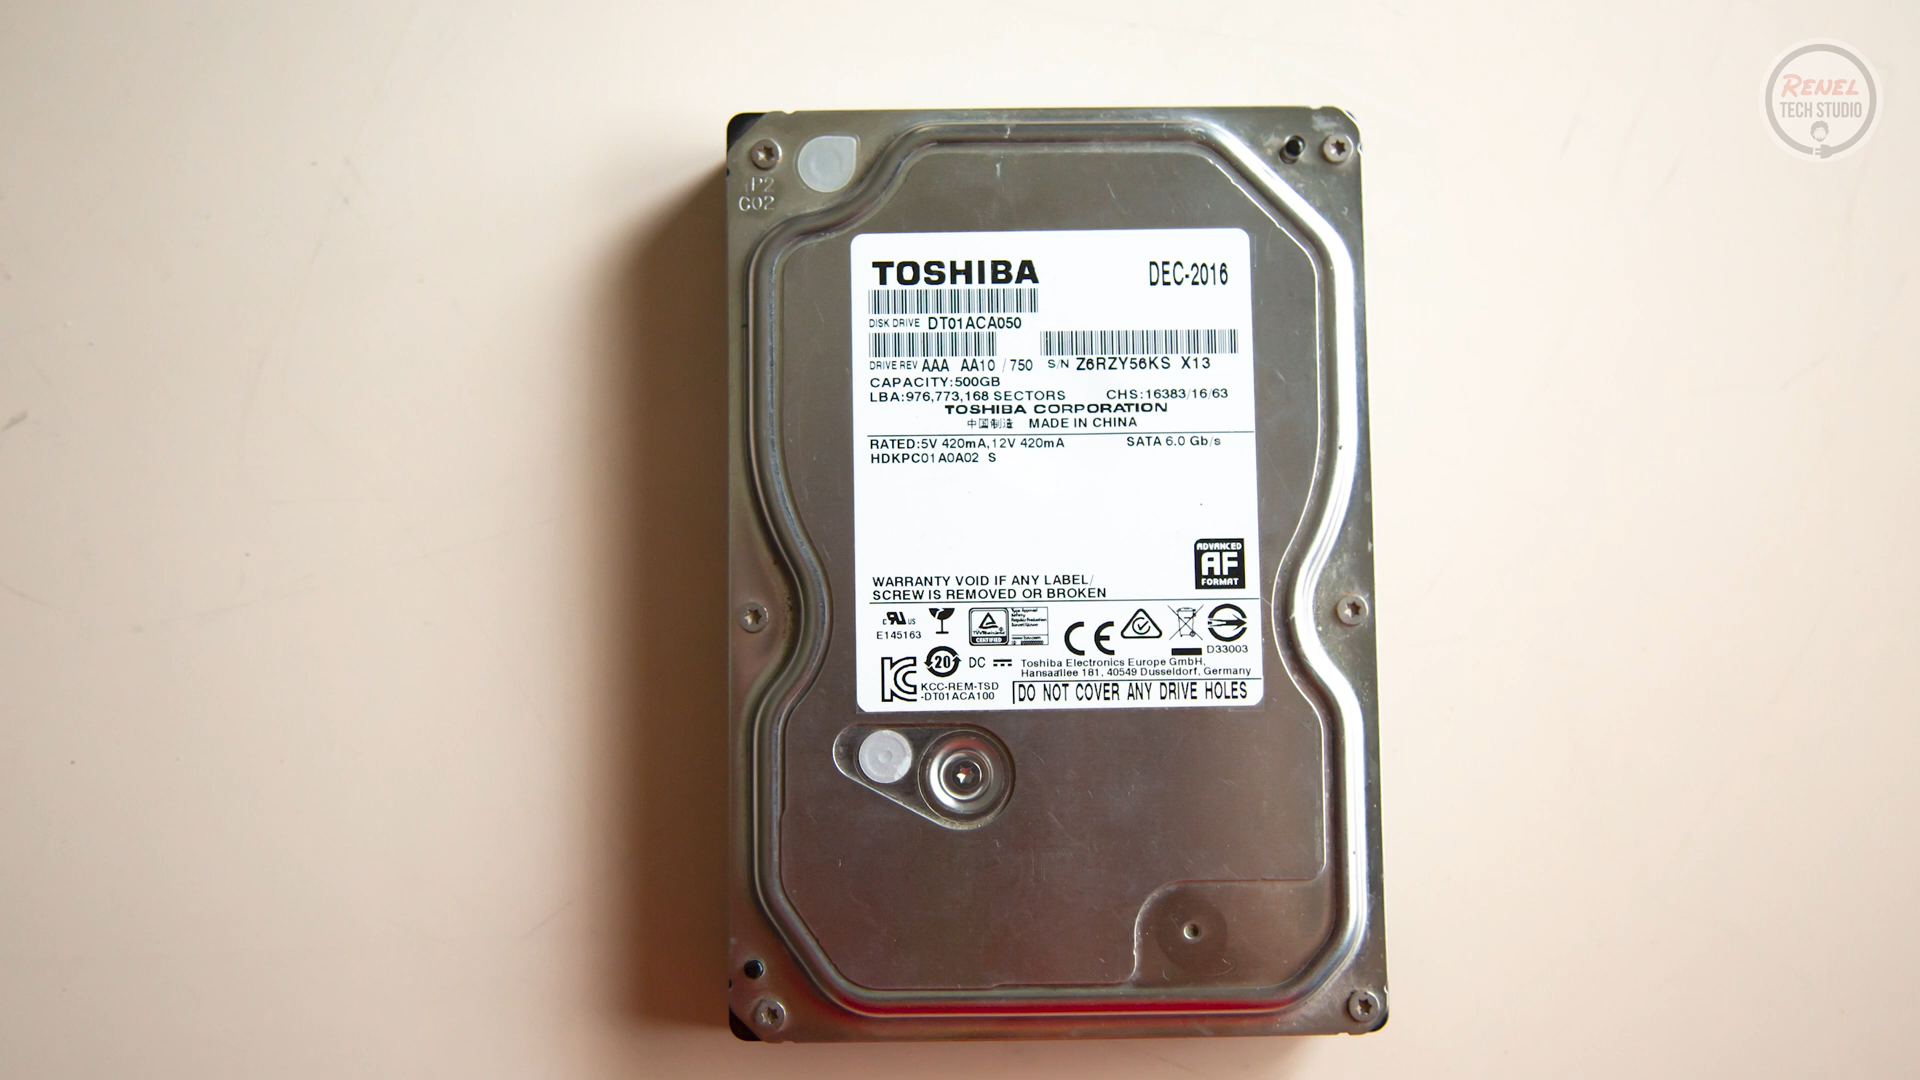 RENEL
TECH STUDIO
P2
C02
TOSHIBA
DEC-2016
DISK DRIVE DT01ACA050
DRIVE REV AAA AA10 / 750 S/N Z6RZY56KS X13
CAPACITY:500GB
LBA:976,773,168 SECTORS CHS:16383/16/63
TOSHIBA CORPORATION
中国制造 MADE IN CHINA
RATED:5V 420mA,12V 420mA SATA 6.0 Gb/s
HDKPC01A0A02 S
ADVANCED
AF
FORMAT
WARRANTY VOID IF ANY LABEL/
SCREW IS REMOVED OR BROKEN
c RU US
E145163
TÜVRheinland
CERTIFIED
CE
D33003
20
DC
Toshiba Electronics Europe GmbH,
Hansaallee 181, 40549 Dusseldorf, Germany
KCC-REM-TSD
-DT01ACA100
DO NOT COVER ANY DRIVE HOLES